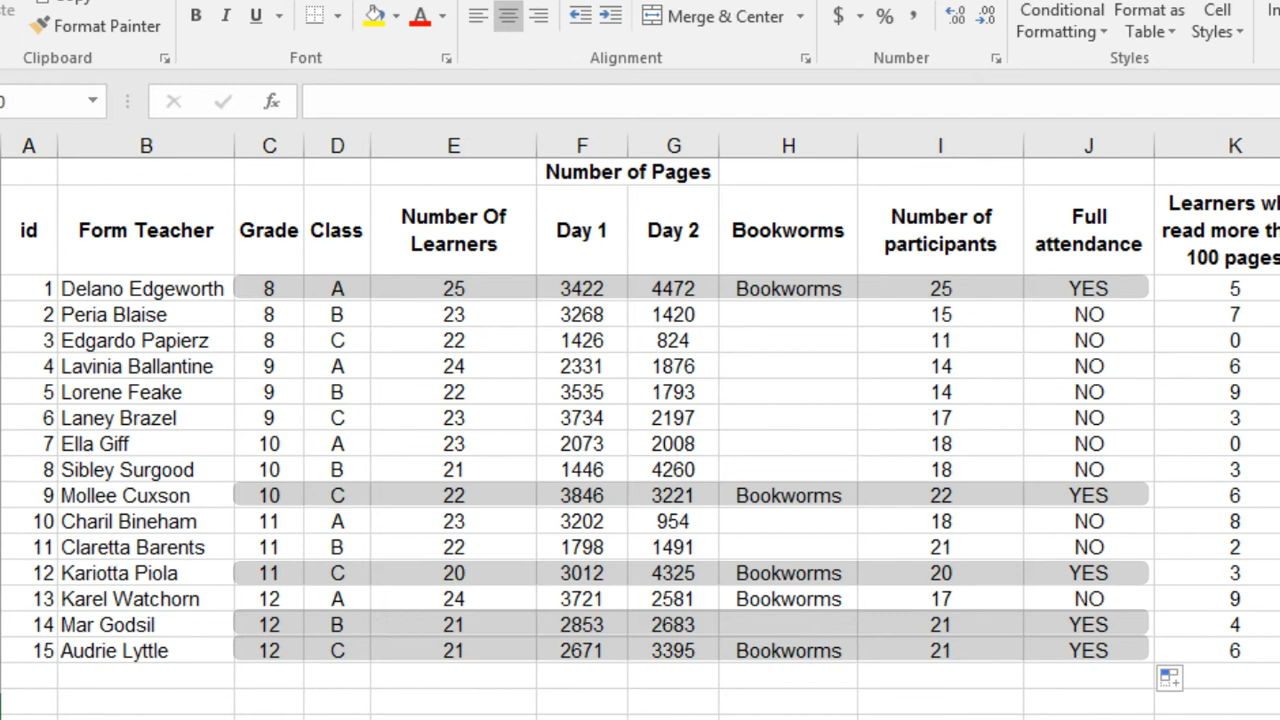 Copy
Format Painter
B I U
Merge & Center
$ % ,
.00
.0
.00
Conditional Formatting
Format as Table
Cell Styles
Clipboard
Font
Alignment
Number
Styles
fx
A B C D E F G H I J K
Number of Pages
id Form Teacher Grade Class Number Of Learners Day 1 Day 2 Bookworms Number of participants Full attendance Learners read more 100 pages
1 Delano Edgeworth 8 A 25 3422 4472 Bookworms 25 YES 5
2 Peria Blaise 8 B 23 3268 1420 15 NO 7
3 Edgardo Papierz 8 C 22 1426 824 11 NO 0
4 Lavinia Ballantine 9 A 24 2331 1876 14 NO 6
5 Lorene Feake 9 B 22 3535 1793 14 NO 9
6 Laney Brazel 9 C 23 3734 2197 17 NO 3
7 Ella Giff 10 A 23 2073 2008 18 NO 0
8 Sibley Surgood 10 B 21 1446 4260 18 NO 3
9 Mollee Cuxson 10 C 22 3846 3221 Bookworms 22 YES 6
10 Charil Bineham 11 A 23 3202 954 18 NO 8
11 Claretta Barents 11 B 22 1798 1491 21 NO 2
12 Kariotta Piola 11 C 20 3012 4325 Bookworms 20 YES 3
13 Karel Watchorn 12 A 24 3721 2581 Bookworms 17 NO 9
14 Mar Godsil 12 B 21 2853 2683 21 YES 4
15 Audrie Lyttle 12 C 21 2671 3395 Bookworms 21 YES 6